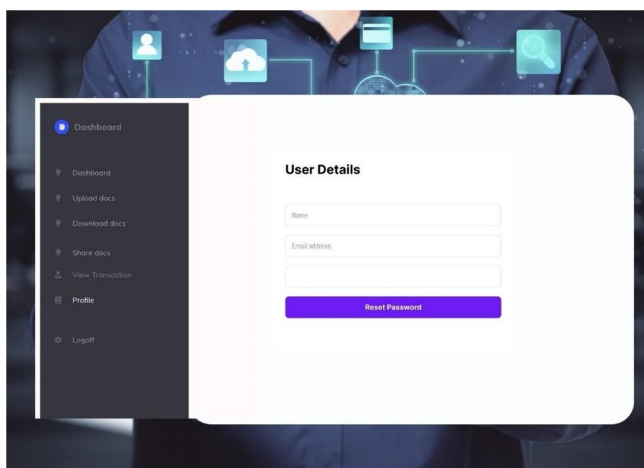 D Dashboard
Dashboard
Upload docs
Download docs
Share docs
View Transaction
Profile
Logoff
User Details
Name
Email address
Reset Password